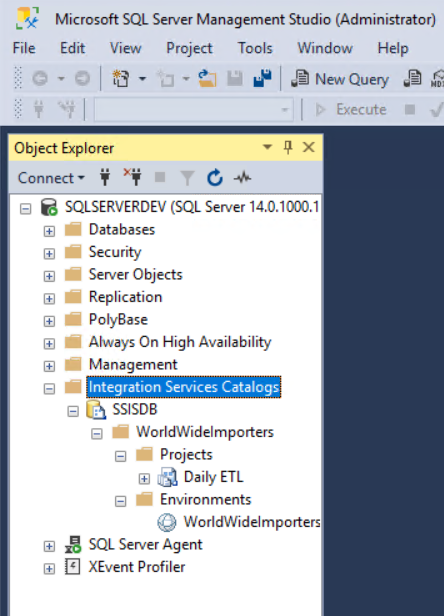 Microsoft SQL Server Management Studio (Administrator)
File Edit View Project Tools Window Help
New Query
Execute
Object Explorer
Connect
SQLSERVERDEV (SQL Server 14.0.1000.1
Databases
Security
Server Objects
Replication
PolyBase
Always On High Availability
Management
Integration Services Catalogs
SSISDB
WorldWideImporters
Projects
Daily ETL
Environments
WorldWideImporters
SQL Server Agent
XEvent Profiler